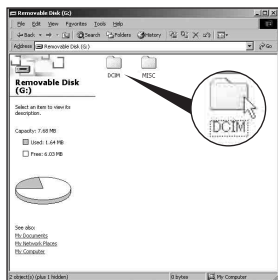 Removable Disk (G:)
File Edit View Favorites Tools Help
Back Search Folders History
Address Removable Disk (G:) Go
Removable Disk (G:)
DCIM MISC
Select an item to view its description.
DCIM
Capacity: 7.68 MB
Used: 1.64 MB
Free: 6.03 MB
See also:
My Documents
My Network Places
My Computer
2 object(s) (plus 1 hidden) 0 bytes My Computer